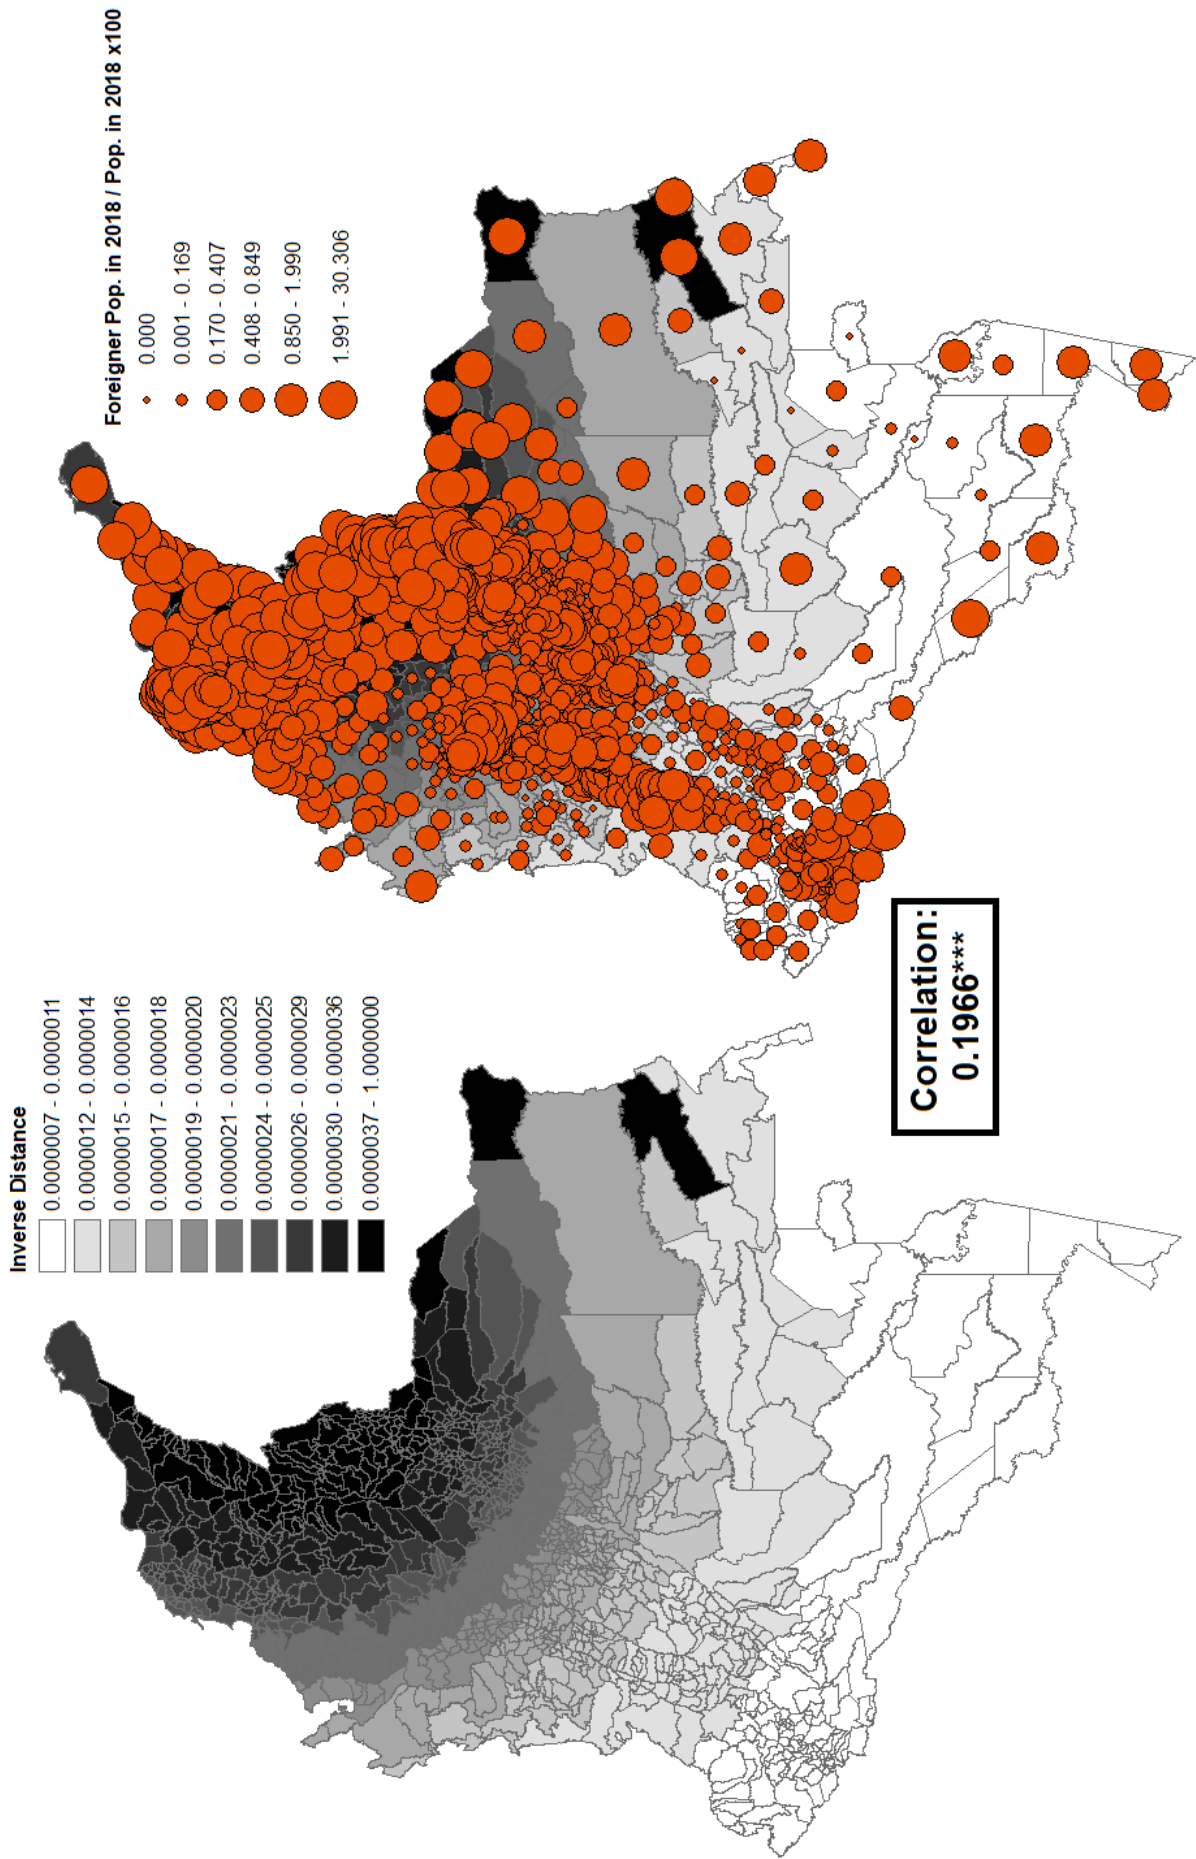 Inverse Distance
0.0000007 - 0.0000011
0.0000012 - 0.0000014
0.0000015 - 0.0000016
0.0000017 - 0.0000018
0.0000019 - 0.0000020
0.0000021 - 0.0000023
0.0000024 - 0.0000025
0.0000026 - 0.0000029
0.0000030 - 0.0000036
0.0000037 - 1.0000000
Foreigner Pop. in 2018 / Pop. in 2018 x100
0.000
0.001 - 0.169
0.170 - 0.407
0.408 - 0.849
0.850 - 1.990
1.991 - 30.306
Correlation:
0.1966***